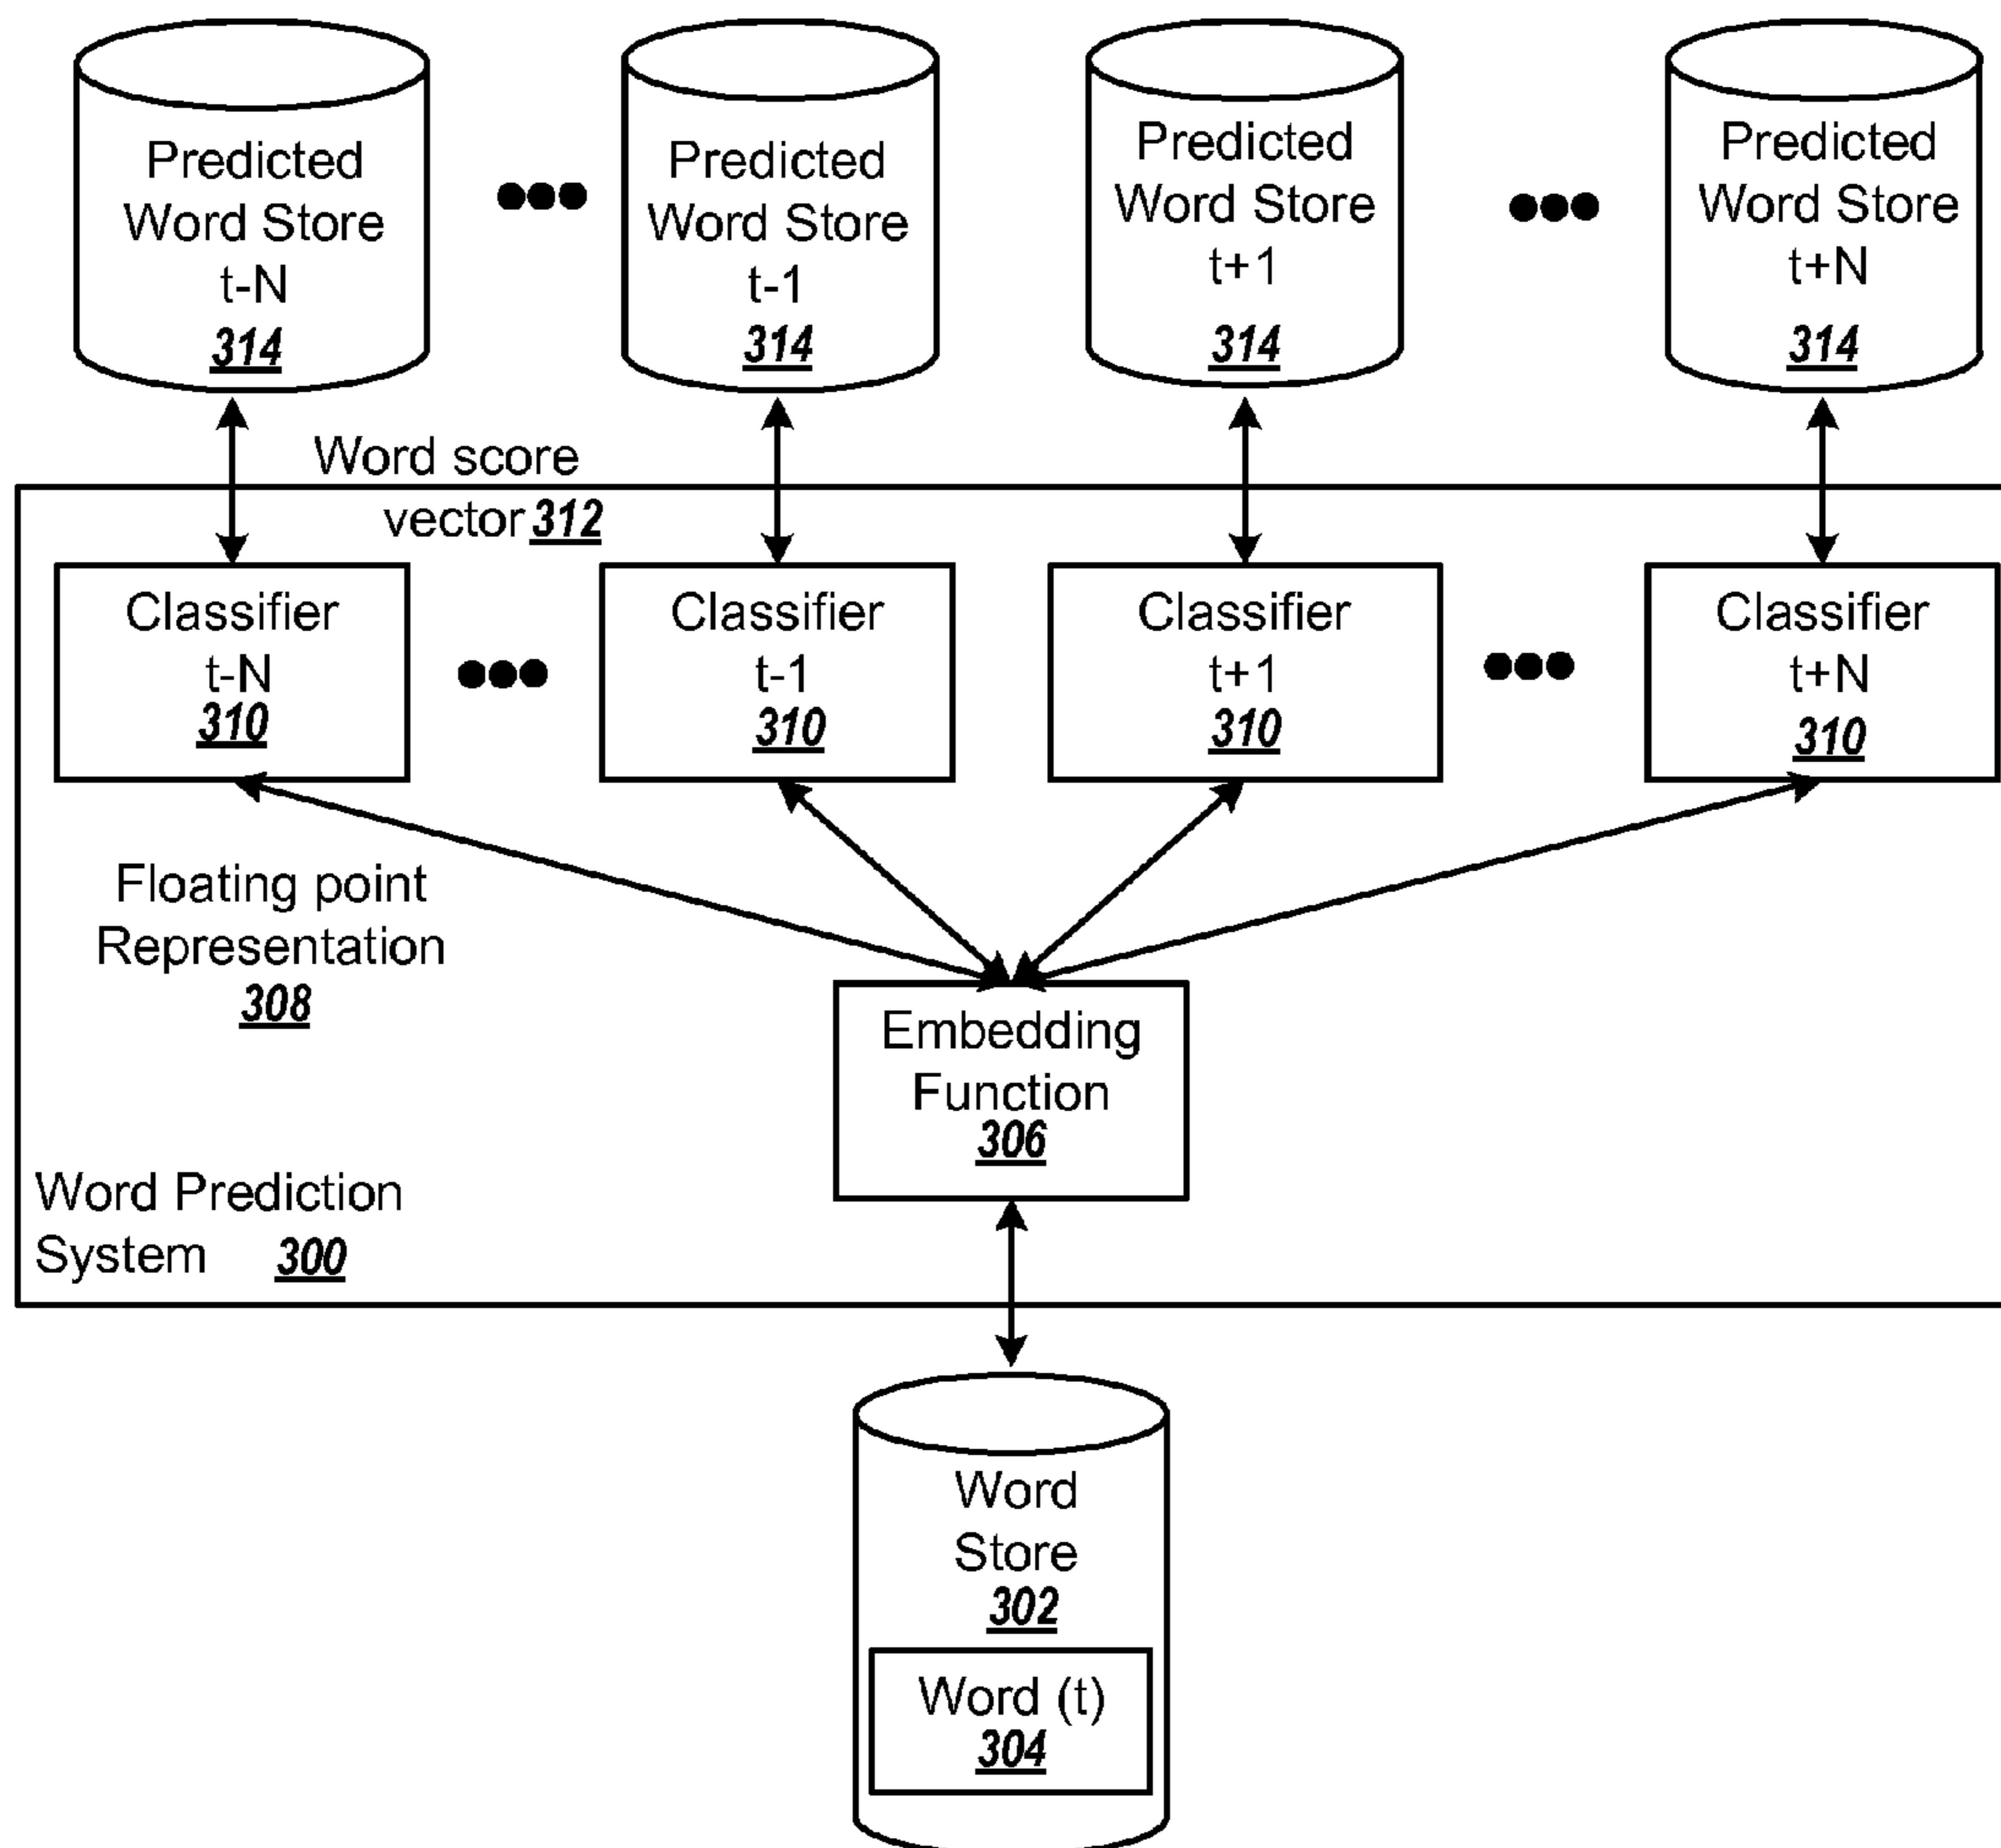 Predicted
Word Store
t-N
314
Predicted
Word Store
t-1
314
Predicted
Word Store
t+1
314
Predicted
Word Store
t+N
314
Word score
vector 312
Classifier
t-N
310
Classifier
t-1
310
Classifier
t+1
310
Classifier
t+N
310
Floating point
Representation
308
Embedding
Function
306
Word Prediction
System 300
Word
Store
302
Word (t)
304